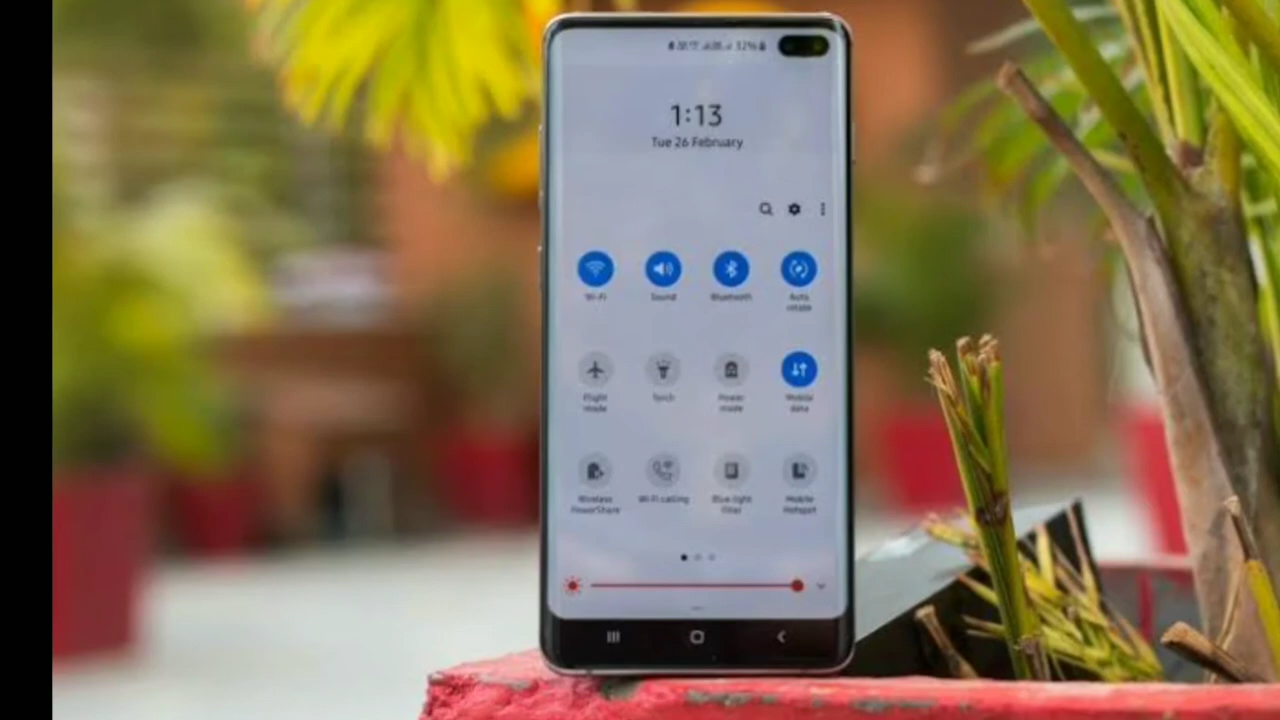 32%
1:13
Tue 26 February
Wi-Fi
Sound
Bluetooth
Auto
rotate
Flight
mode
Torch
Power
mode
Mobile
data
Wireless
PowerShare
Wi-Fi calling
Blue light
filter
Mobile
Hotspot